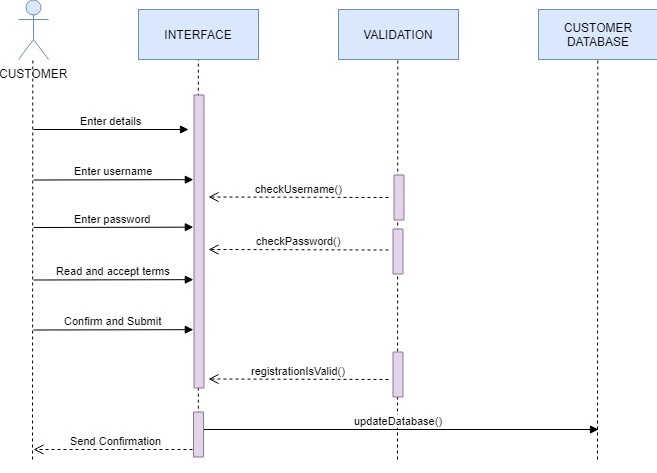 INTERFACE
VALIDATION
CUSTOMER
DATABASE
CUSTOMER
Enter details
Enter username
checkUsername()
Enter password
checkPassword()
Read and accept terms
Confirm and Submit
registrationIsValid()
updateDatabase()
Send Confirmation